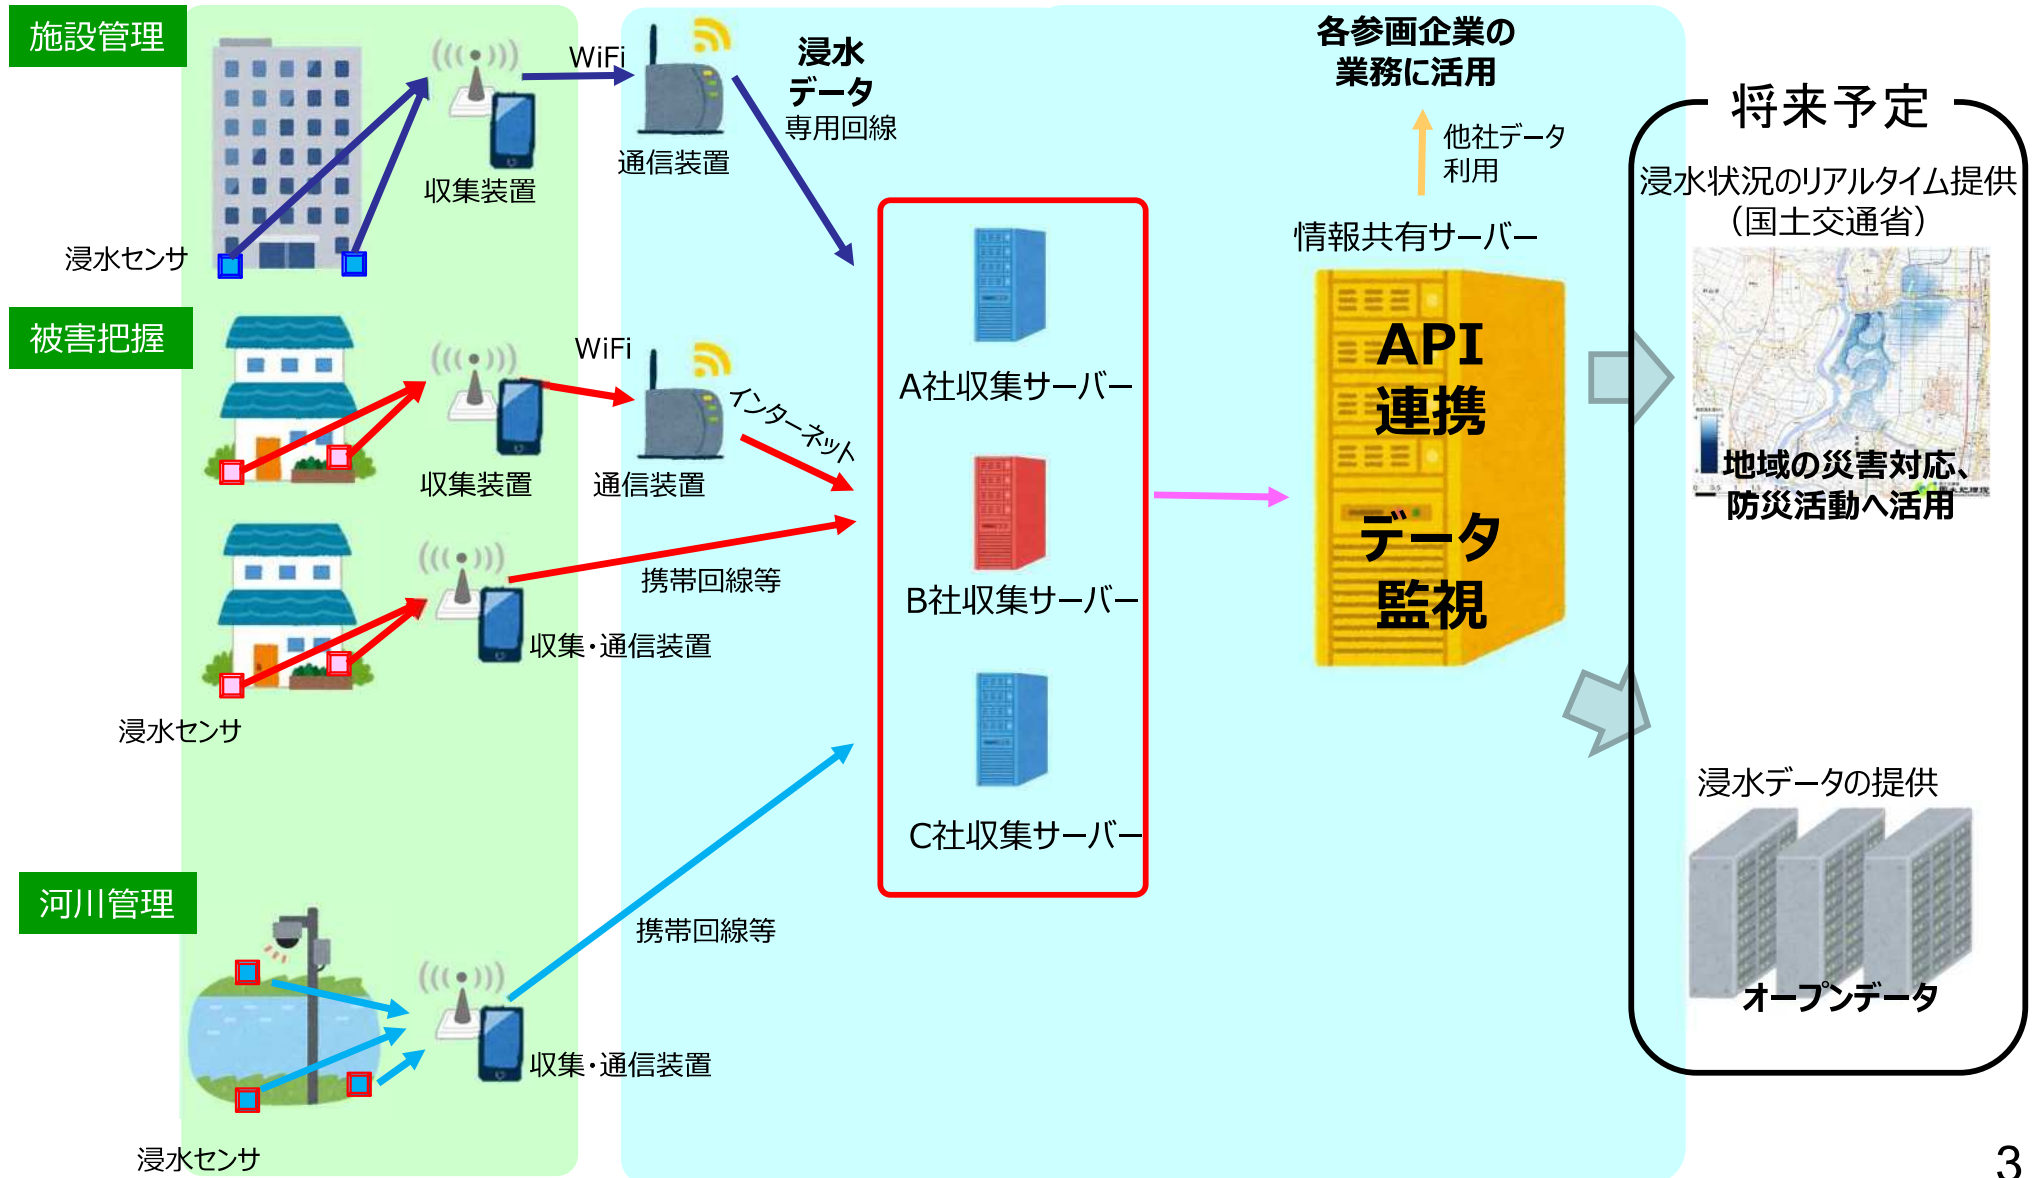 施設管理
WiFi
浸水
データ
専用回線
通信装置
収集装置
浸水センサ
被害把握
WiFi
インターネット
収集装置
通信装置
携帯回線等
収集・通信装置
浸水センサ
河川管理
携帯回線等
収集・通信装置
浸水センサ
A社収集サーバー
B社収集サーバー
C社収集サーバー
各参画企業の
業務に活用
他社データ
利用
情報共有サーバー
API
連携
データ
監視
将来予定
浸水状況のリアルタイム提供
（国土交通省）
地域の災害対応、
防災活動へ活用
浸水データの提供
オープンデータ
3